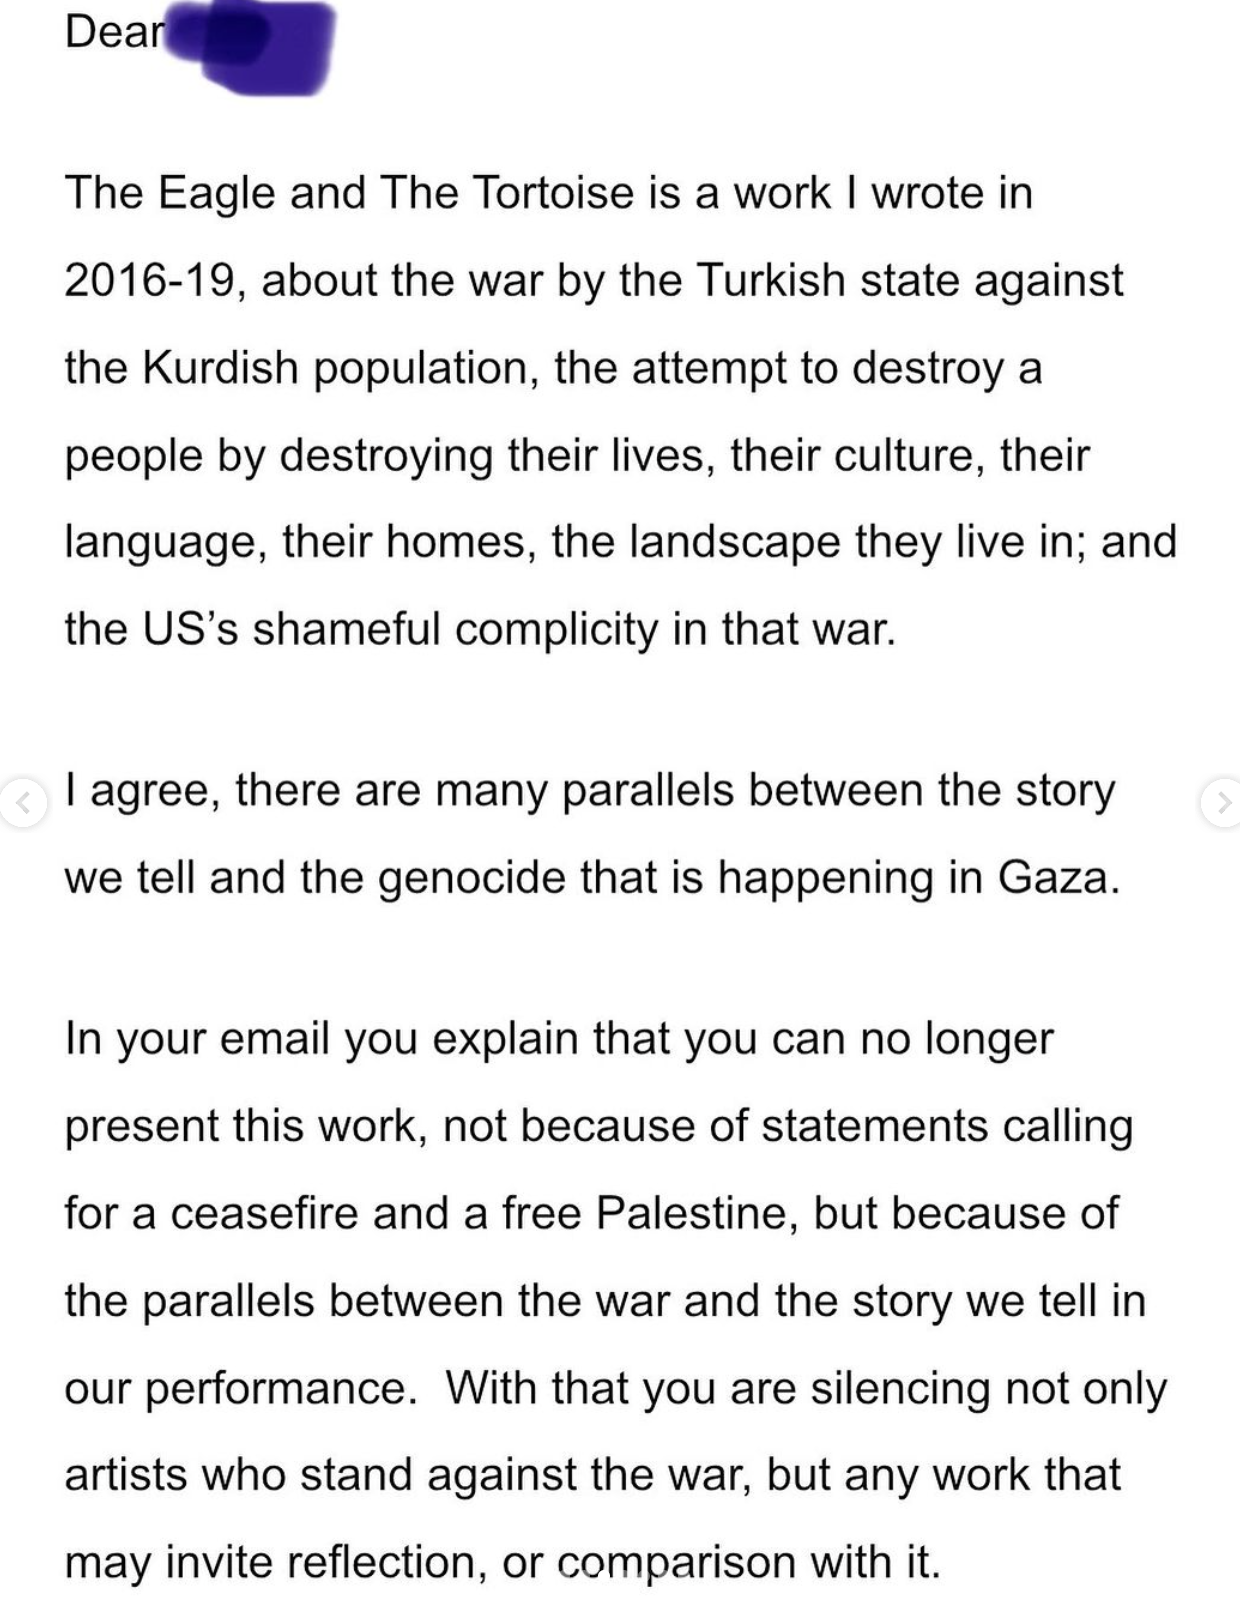 Dear
The Eagle and The Tortoise is a work I wrote in
2016-19, about the war by the Turkish state against
the Kurdish population, the attempt to destroy a
people by destroying their lives, their culture, their
language, their homes, the landscape they live in; and
the US’s shameful complicity in that war.
I agree, there are many parallels between the story
we tell and the genocide that is happening in Gaza.
In your email you explain that you can no longer
present this work, not because of statements calling
for a ceasefire and a free Palestine, but because of
the parallels between the war and the story we tell in
our performance.  With that you are silencing not only
artists who stand against the war, but any work that
may invite reflection, or comparison with it.